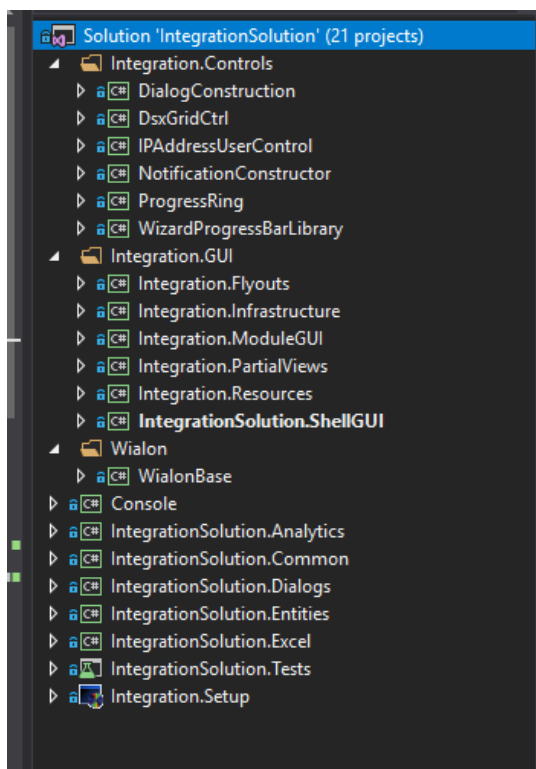 Solution 'IntegrationSolution' (21 projects)
Integration.Controls
C# DialogConstruction
C# DsxGridCtrl
C# IPAddressUserControl
C# NotificationConstructor
C# ProgressRing
C# WizardProgressBarLibrary
Integration.GUI
C# Integration.Flyouts
C# Integration.Infrastructure
C# Integration.ModuleGUI
C# Integration.PartialViews
C# Integration.Resources
C# IntegrationSolution.ShellGUI
Wialon
C# WialonBase
C# Console
C# IntegrationSolution.Analytics
C# IntegrationSolution.Common
C# IntegrationSolution.Dialogs
C# IntegrationSolution.Entities
C# IntegrationSolution.Excel
IntegrationSolution.Tests
Integration.Setup